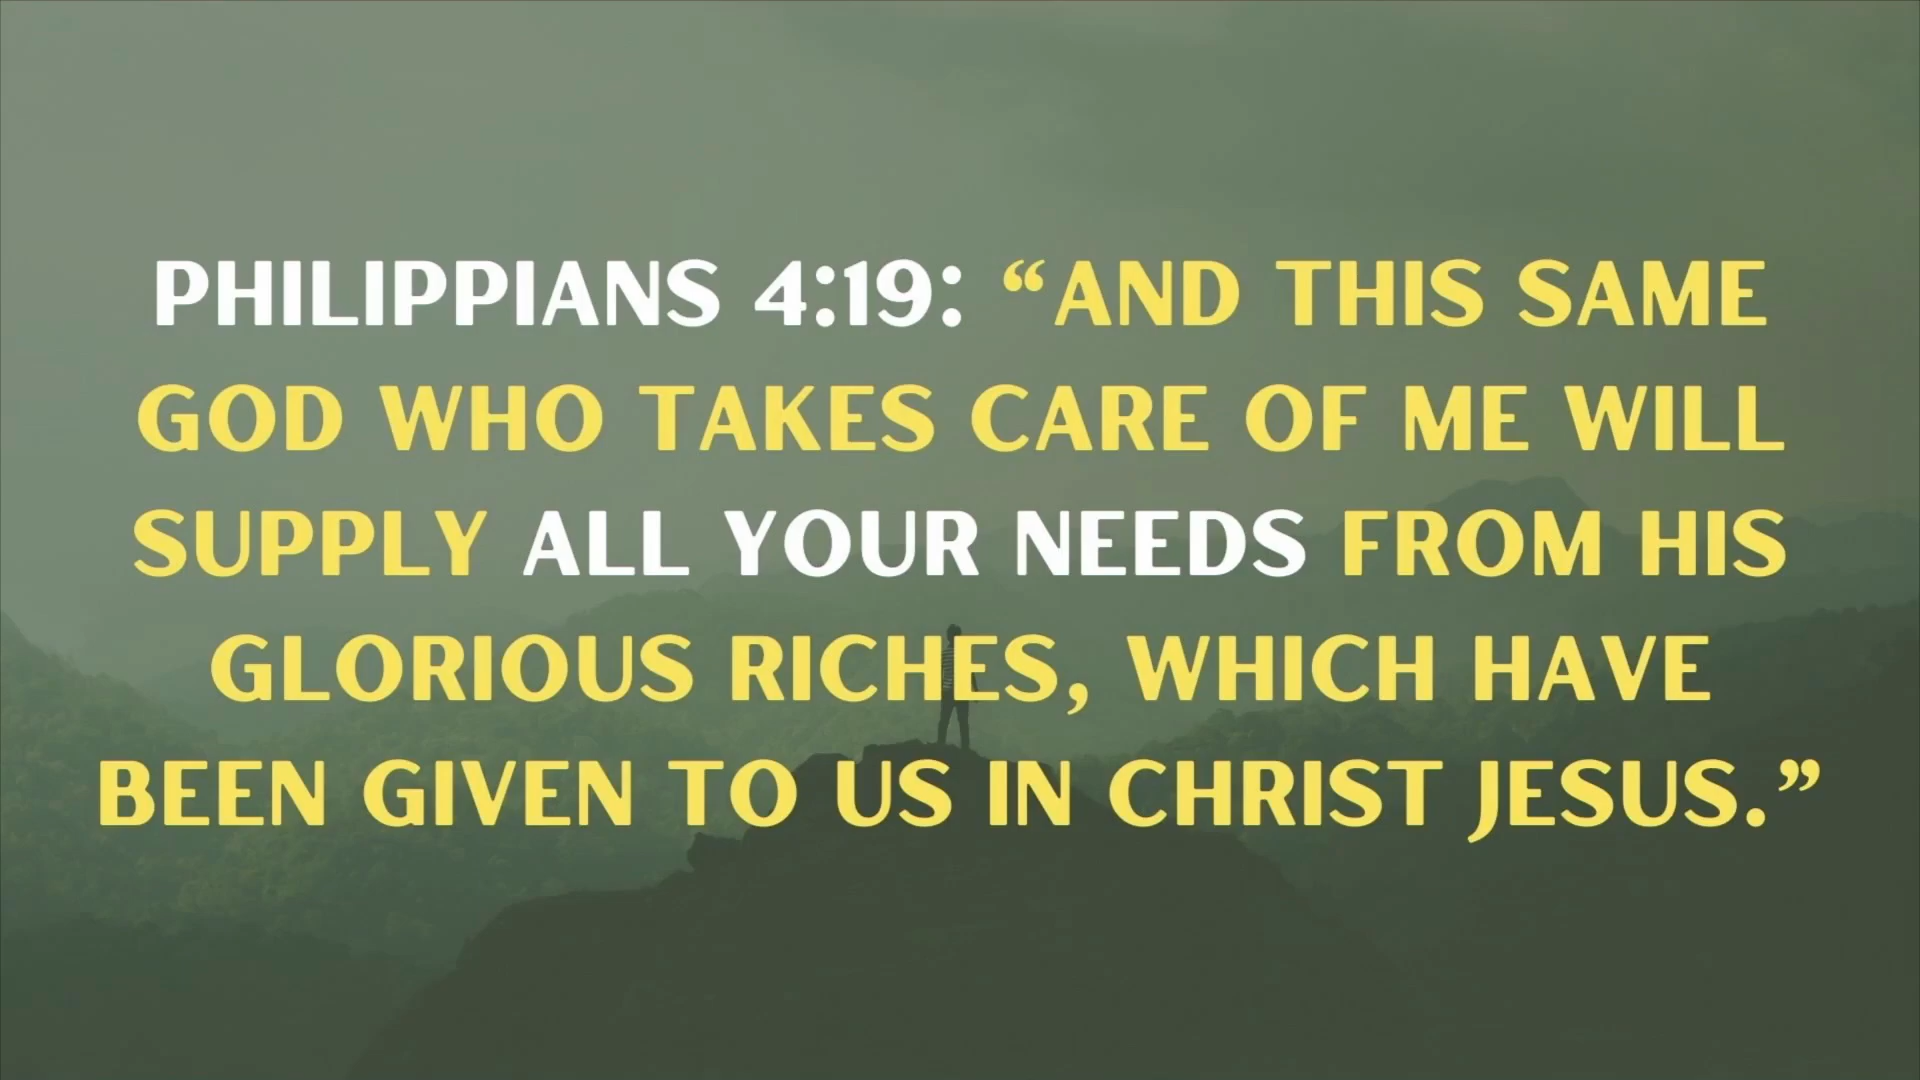 PHILIPPIANS 4:19: “AND THIS SAME
GOD WHO TAKES CARE OF ME WILL
SUPPLY ALL YOUR NEEDS FROM HIS
GLORIOUS RICHES, WHICH HAVE
BEEN GIVEN TO US IN CHRIST JESUS.”